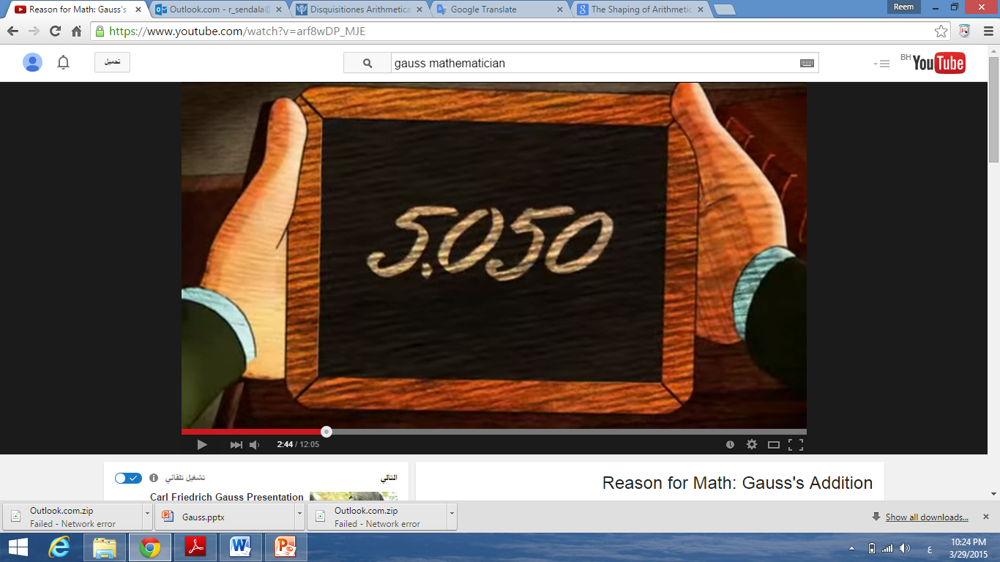 Reason for Math: Gauss's
Outlook.com - r_sendala@
Disquisitiones Arithmetica
Google Translate
The Shaping of Arithmetic
Reem
https://www.youtube.com/watch?v=arf8wDP_MJE
تحميل
gauss mathematician
BH
YouTube
5.050
2:44 / 12:05
تشغيل تلقائي
التالي
Reason for Math: Gauss's Addition
Carl Friedrich Gauss Presentation
Outlook.com.zip
Failed - Network error
Gauss.pptx
Outlook.com.zip
Failed - Network error
Show all downloads...
ع
10:24 PM
3/29/2015